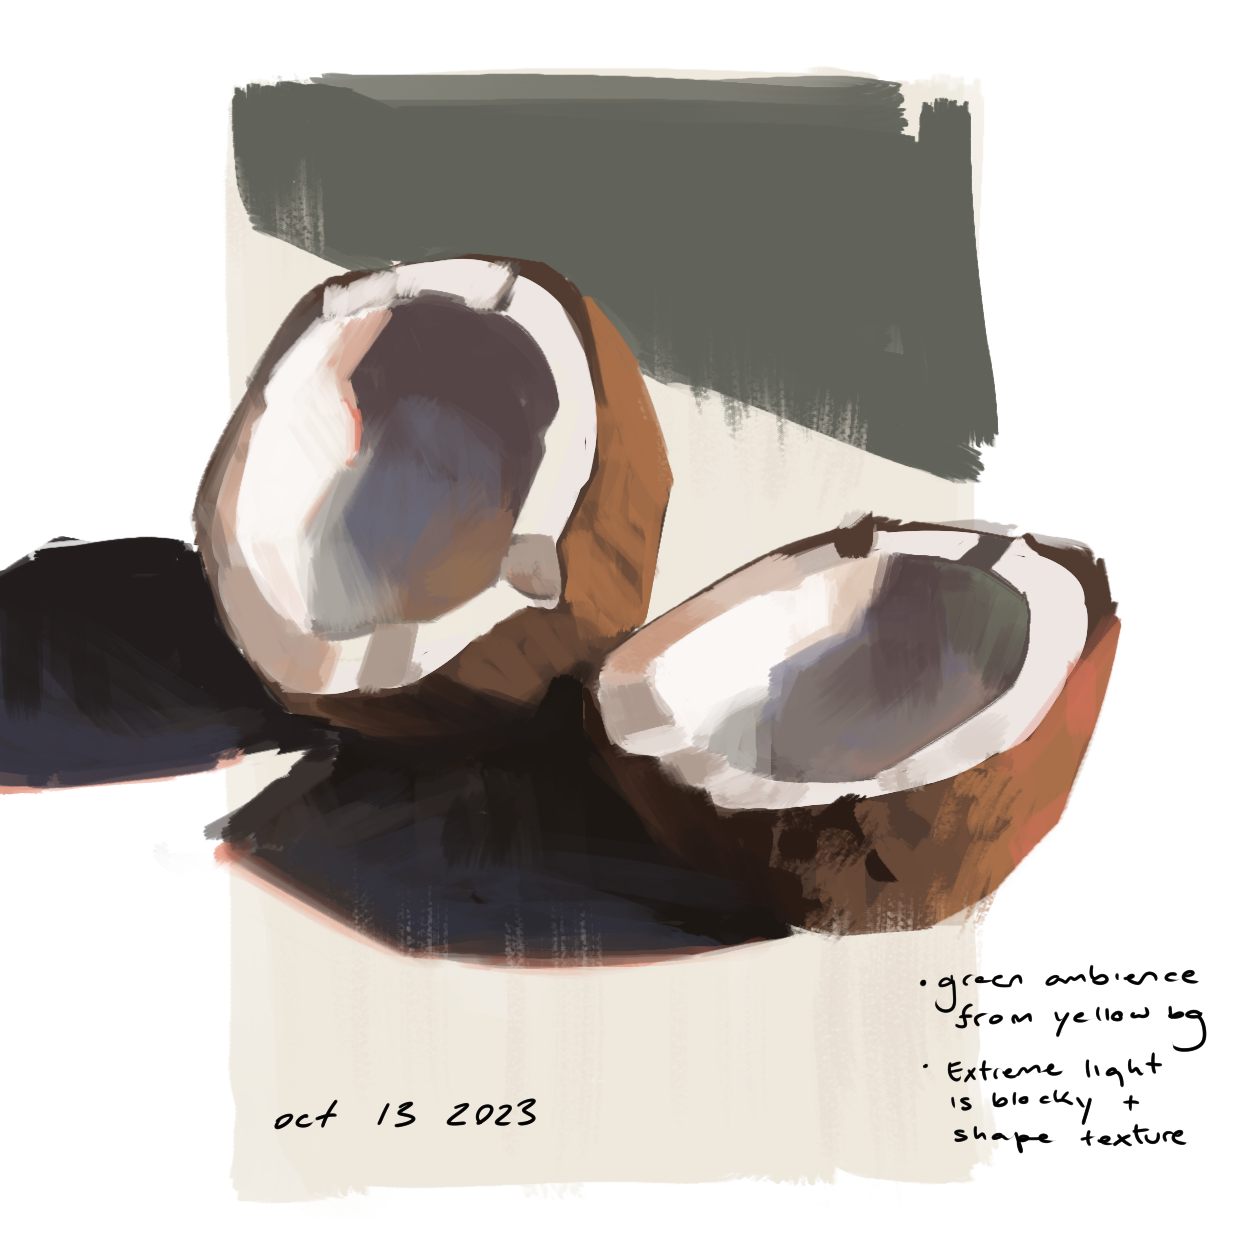 • green ambience
from yellow bg
• Extreme light
is blocky +
shape texture
oct 13 2023